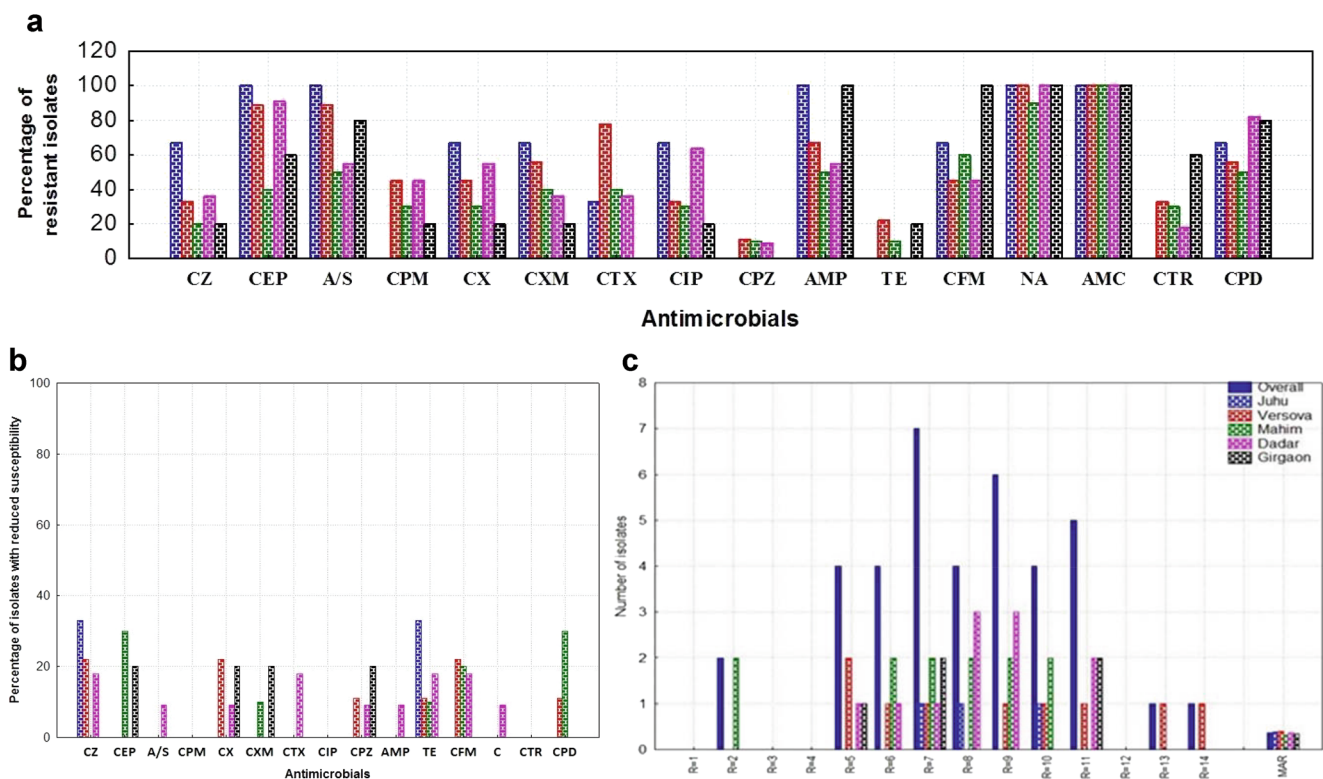 a
120
100
80
60
40
20
0
Percentage of
resistant isolates
CZ CEP A/S CPM CX CXM CTX CIP CPZ AMP TE CFM NA AMC CTR CPD
Antimicrobials
b
100
80
60
40
20
0
Percentage of isolates with reduced susceptibility
CZ CEP A/S CPM CX CXM CTX CIP CPZ AMP TE CFM C CTR CPD
Antimicrobials
c
8
7
6
5
4
3
2
1
0
Number of isolates
Overall
Juhu
Versova
Mahim
Dadar
Girgaon
R=1 R=2 R=3 R=4 R=5 R=6 R=7 R=8 R=9 R=10 R=11 R=12 R=13 R=14 MAR